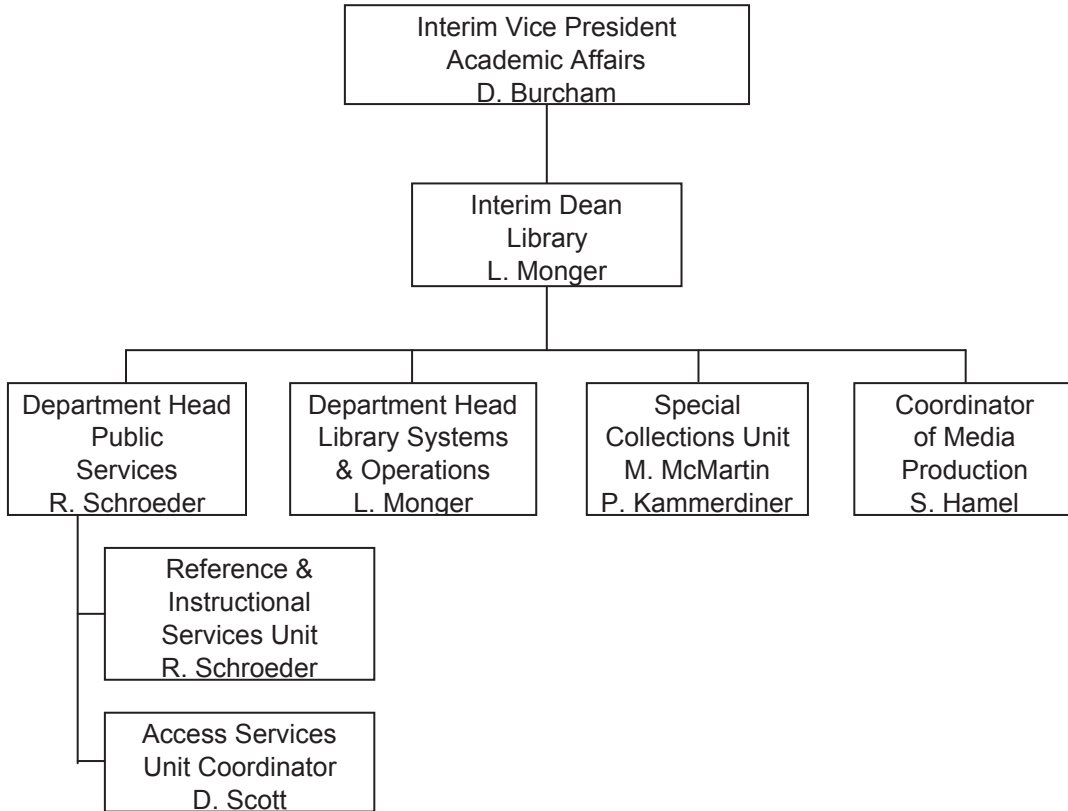 Interim Vice President
Academic Affairs
D. Burcham
Interim Dean
Library
L. Monger
Department Head
Public
Services
R. Schroeder
Department Head
Library Systems
& Operations
L. Monger
Special
Collections Unit
M. McMartin
P. Kammerdiner
Coordinator
of Media
Production
S. Hamel
Reference &
Instructional
Services Unit
R. Schroeder
Access Services
Unit Coordinator
D. Scott